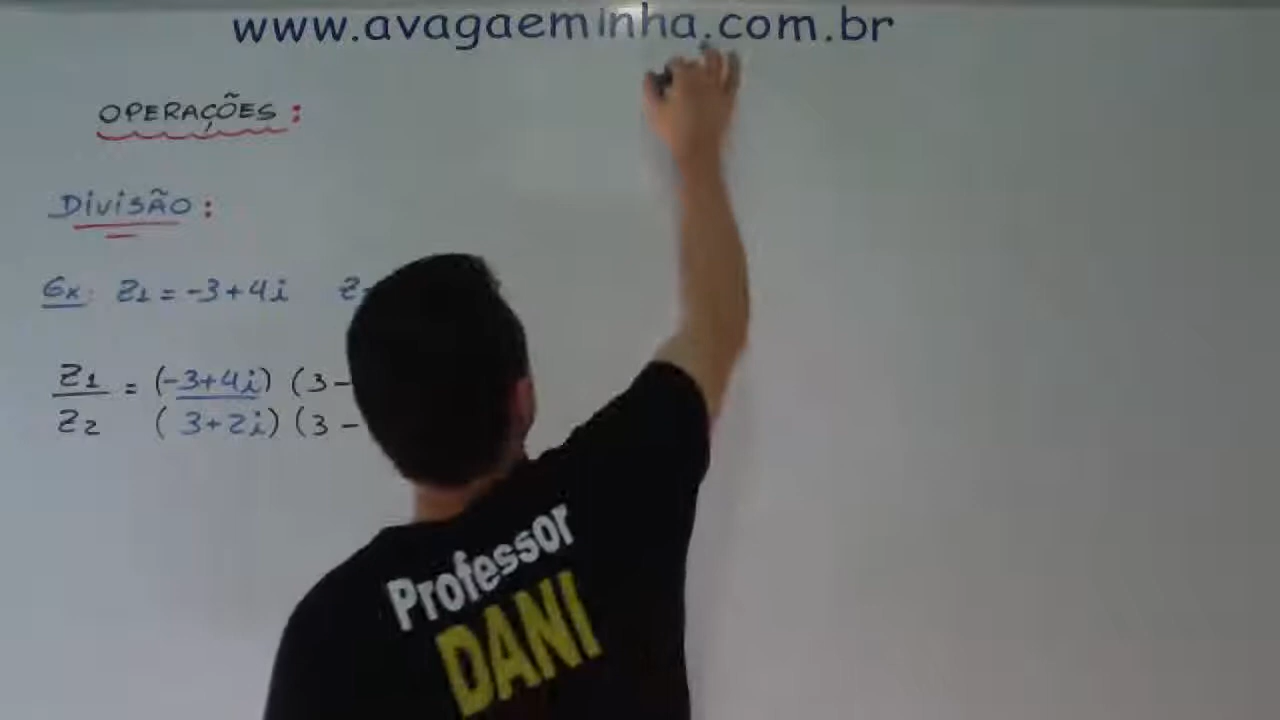 www.avagaeminha.com.br
OPERAÇÕES:
DivisÃO:
Ex: Z1 = -3+4i Z
Z1 = (-3+4i) (3-
Z2 ( 3+2i) (3-
Professor
DANI